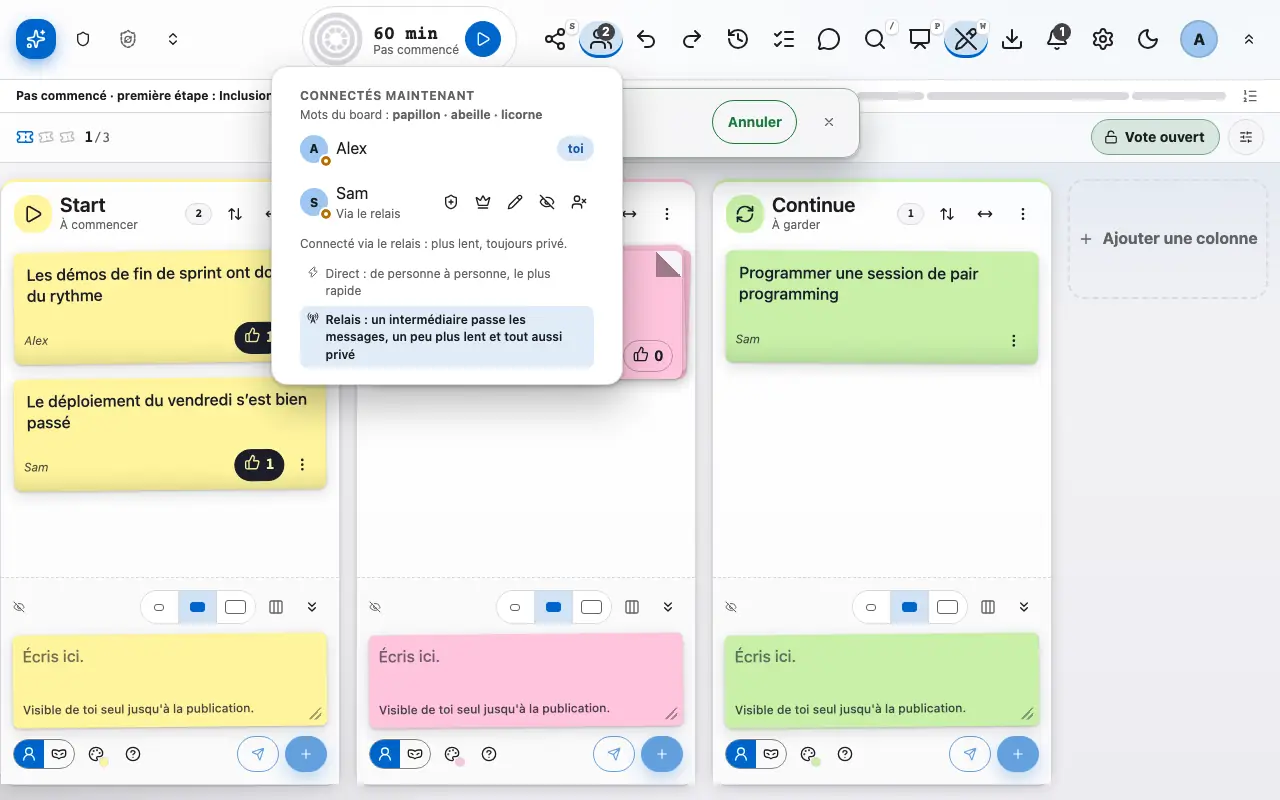 60 min
Pas commencé
S
2
/
P
W
1
A
Pas commencé · première étape : Inclusion
1/3
Annuler
Vote ouvert
CONNECTÉS MAINTENANT
Mots du board : papillon · abeille · licorne
A
Alex
toi
S
Sam
Via le relais
Connecté via le relais : plus lent, toujours privé.
Direct : de personne à personne, le plus
rapide
Relais : un intermédiaire passe les
messages, un peu plus lent et tout aussi
privé
Start
À commencer
2
Les démos de fin de sprint ont do
du rythme
Alex
1
Le déploiement du vendredi s'est bien
passé
Sam
1
0
Continue
À garder
1
Programmer une session de pair
programming
Sam
Ajouter une colonne
Écris ici.
Visible de toi seul jusqu'à la publication.
Écris ici.
Visible de toi seul jusqu'à la publication.
Écris ici.
Visible de toi seul jusqu'à la publication.